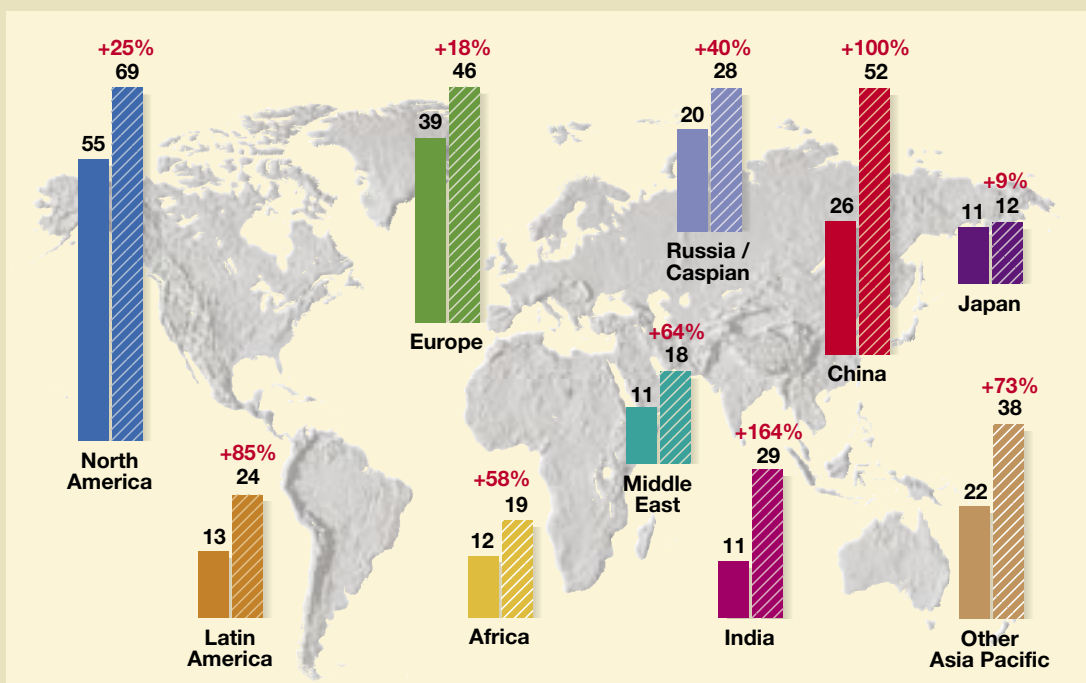 +25%
69
55
North
America
+18%
46
39
Europe
+40%
28
20
Russia /
Caspian
+100%
52
26
China
+9%
11 12
Japan
+64%
18
11
Middle
East
+85%
24
13
Latin
America
+58%
19
12
Africa
+164%
29
11
India
+73%
38
22
Other
Asia Pacific